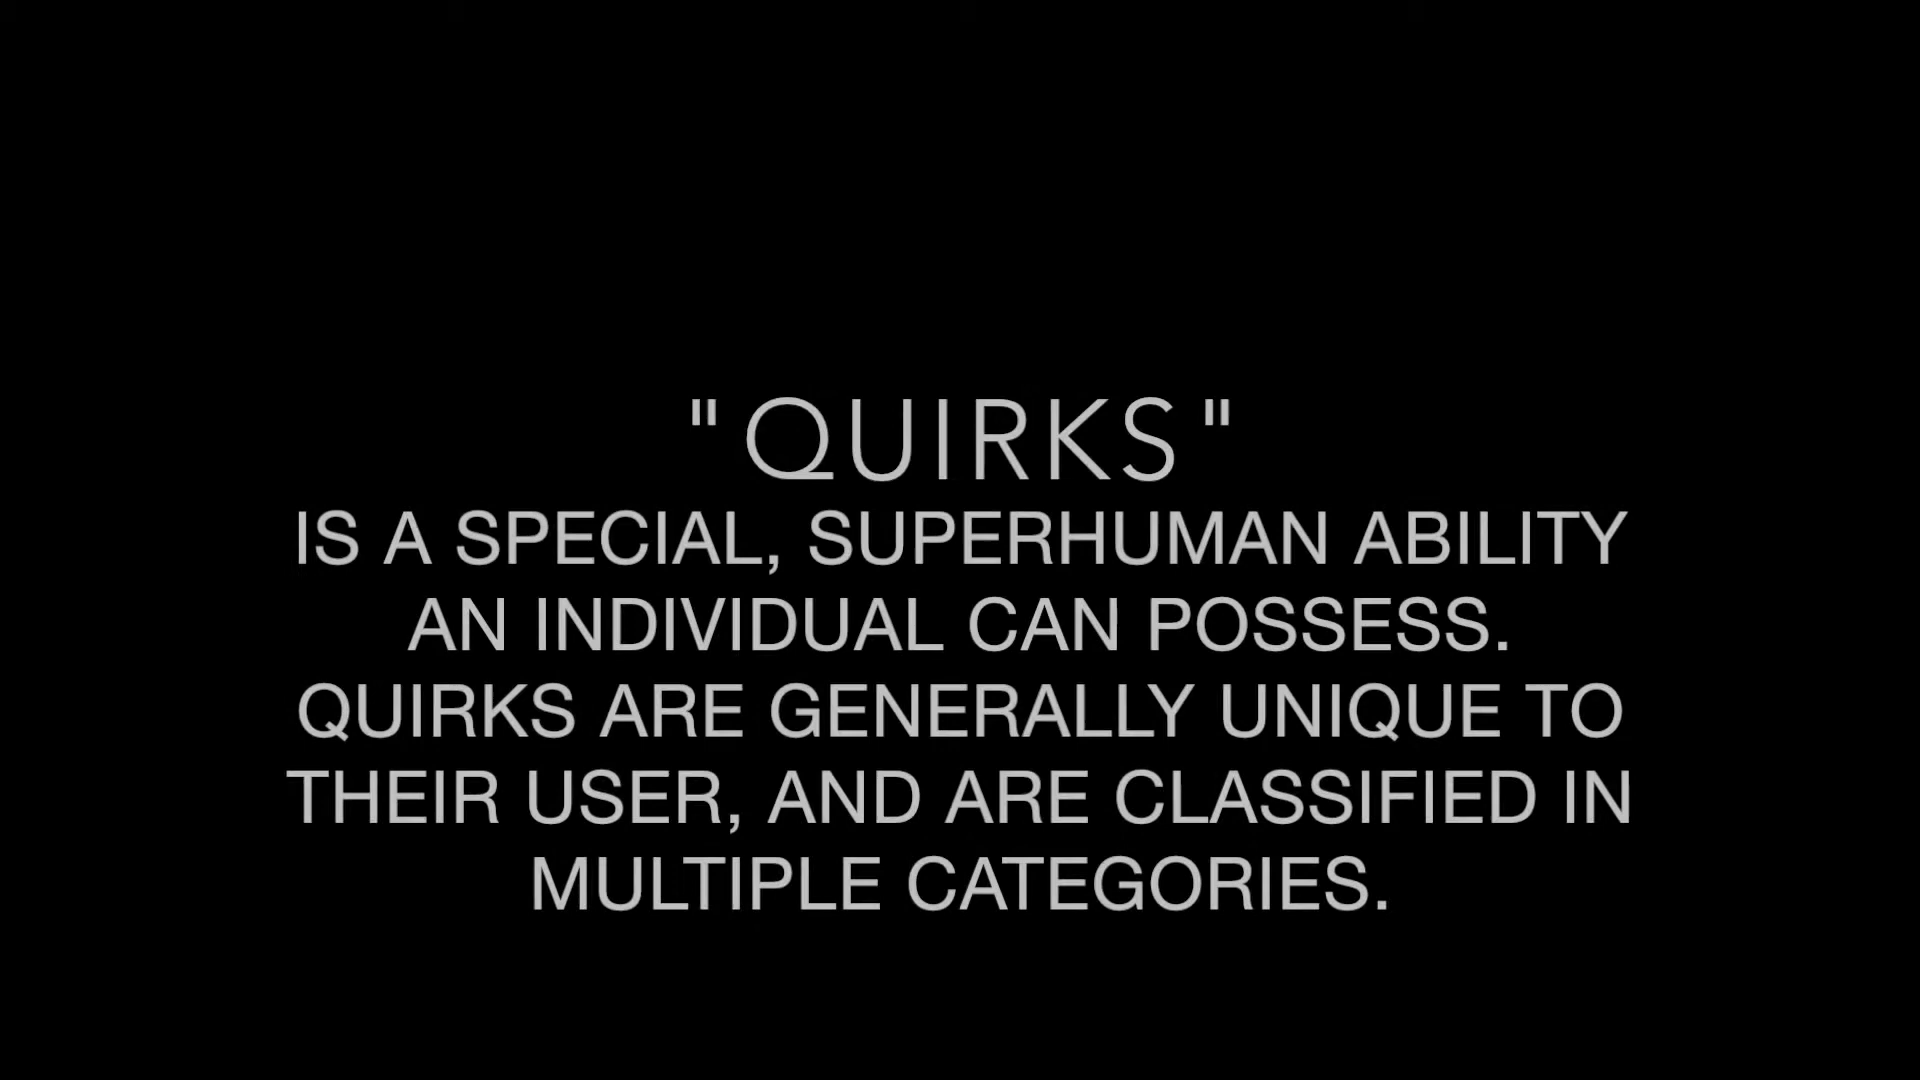 "QUIRKS"
IS A SPECIAL, SUPERHUMAN ABILITY
AN INDIVIDUAL CAN POSSESS.
QUIRKS ARE GENERALLY UNIQUE TO
THEIR USER, AND ARE CLASSIFIED IN
MULTIPLE CATEGORIES.